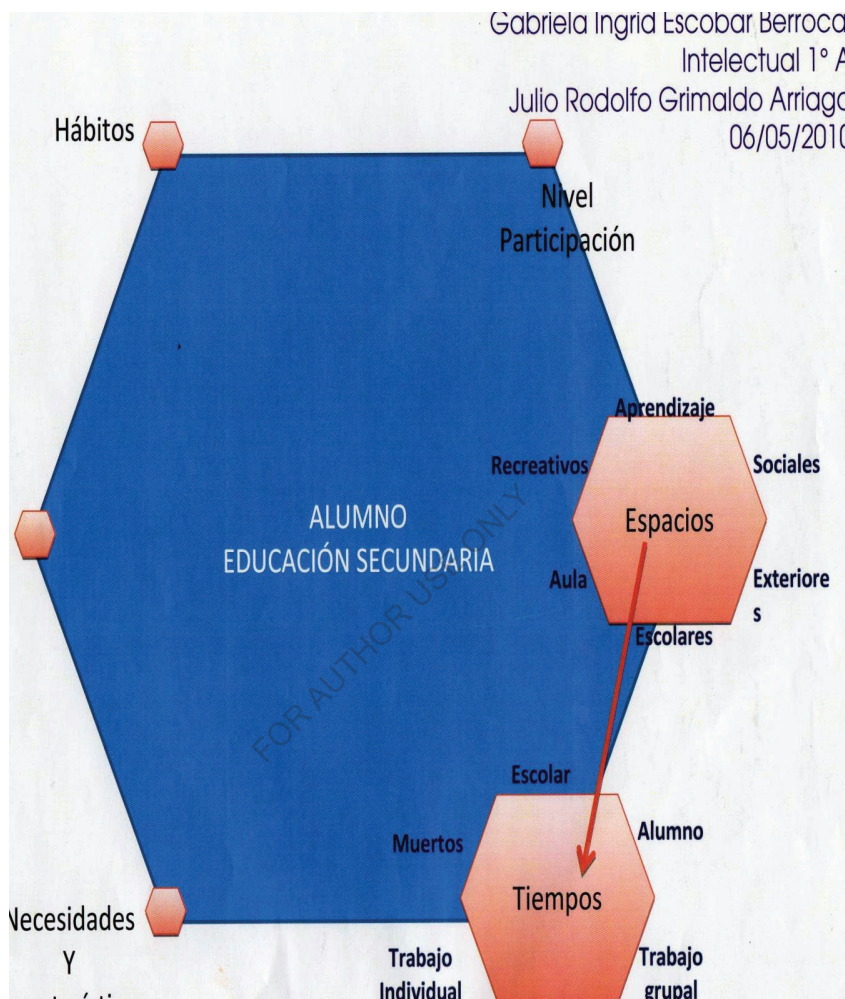 Gabriela Ingrid Escobar Berrocal
Intelectual 1° A
Julio Rodolfo Grimaldo Arriaga
06/05/2010
Hábitos
Nivel
Participación
Aprendizaje
Recreativos
Sociales
Espacios
ALUMNO
EDUCACIÓN SECUNDARIA
Aula
Exteriore
s
Escolares
FOR AUTHOR USE ONLY
Escolar
Muertos
Alumno
Tiempos
Necesidades
Y
Trabajo
Individual
Trabajo
grupal